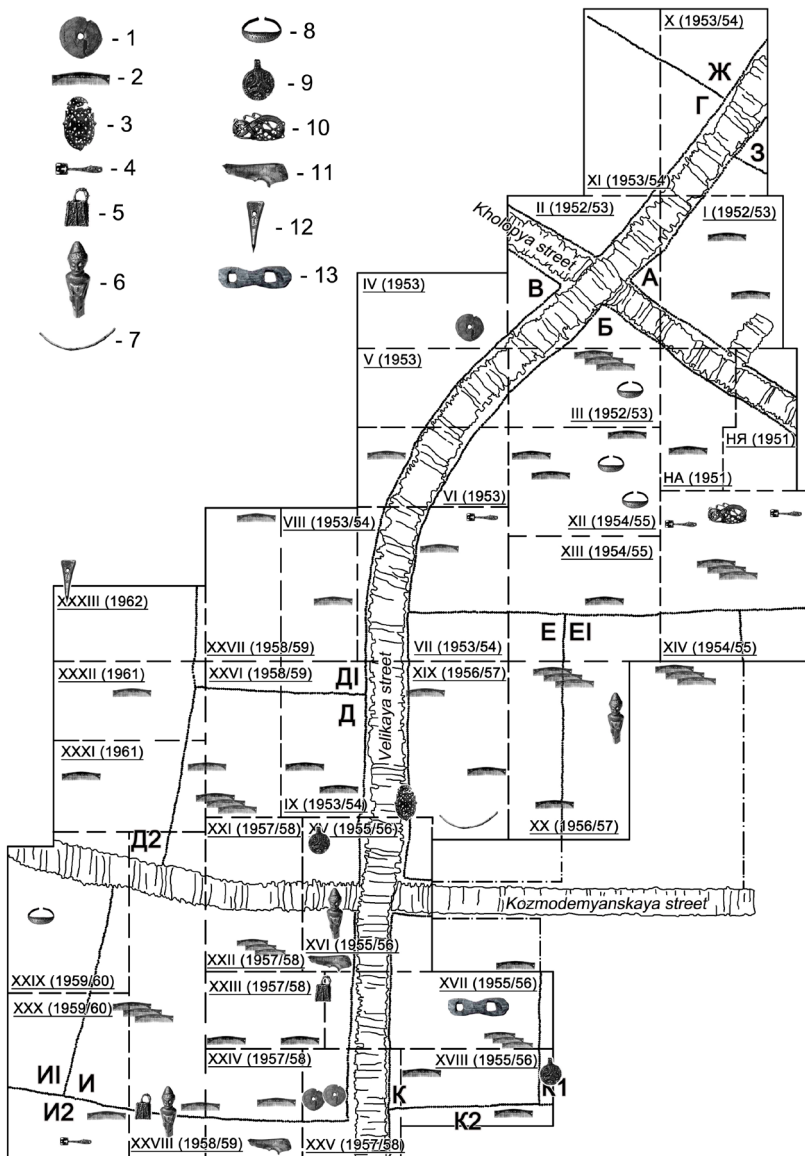 - 1
- 2
- 3
- 4
- 5
- 6
- 7
- 8
- 9
- 10
- 11
- 12
- 13
X (1953/54)
Ж
Г
З
XI (1953/54)
II (1952/53)
I (1952/53)
Kholopya street
IV (1953)
В
А
Б
V (1953)
III (1952/53)
НЯ (1951)
НА (1951)
VI (1953)
VIII (1953/54)
XII (1954/55)
XIII (1954/55)
XXXIII (1962)
Е
ЕI
XXVII (1958/59)
VII (1953/54)
XIV (1954/55)
XXXII (1961)
XXVI (1958/59)
ДI
XIX (1956/57)
Д
Velikaya street
XXXI (1961)
IX (1953/54)
XXI (1957/58)
XV (1955/56)
XX (1956/57)
Д2
Kozmodemyanskaya street
XVI (1955/56)
XXII (1957/58)
XXIX (1959/60)
XXIII (1957/58)
XVII (1955/56)
XXX (1959/60)
XXIV (1957/58)
XVIII (1955/56)
ИI
И
К
К1
И2
К2
XXVIII (1958/59)
XXV (1957/58)